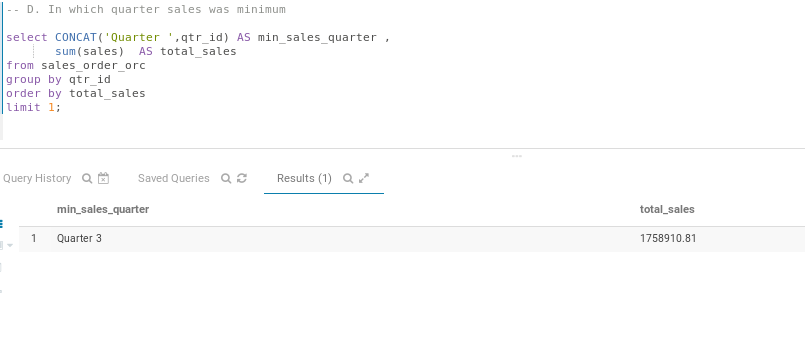 -- D. In which quarter sales was minimum
select CONCAT('Quarter ',qtr_id) AS min_sales_quarter ,
sum(sales)  AS total_sales
from sales_order_orc
group by qtr_id
order by total_sales
limit 1;
Query History Saved Queries Results (1)
min_sales_quarter total_sales
1 Quarter 3 1758910.81